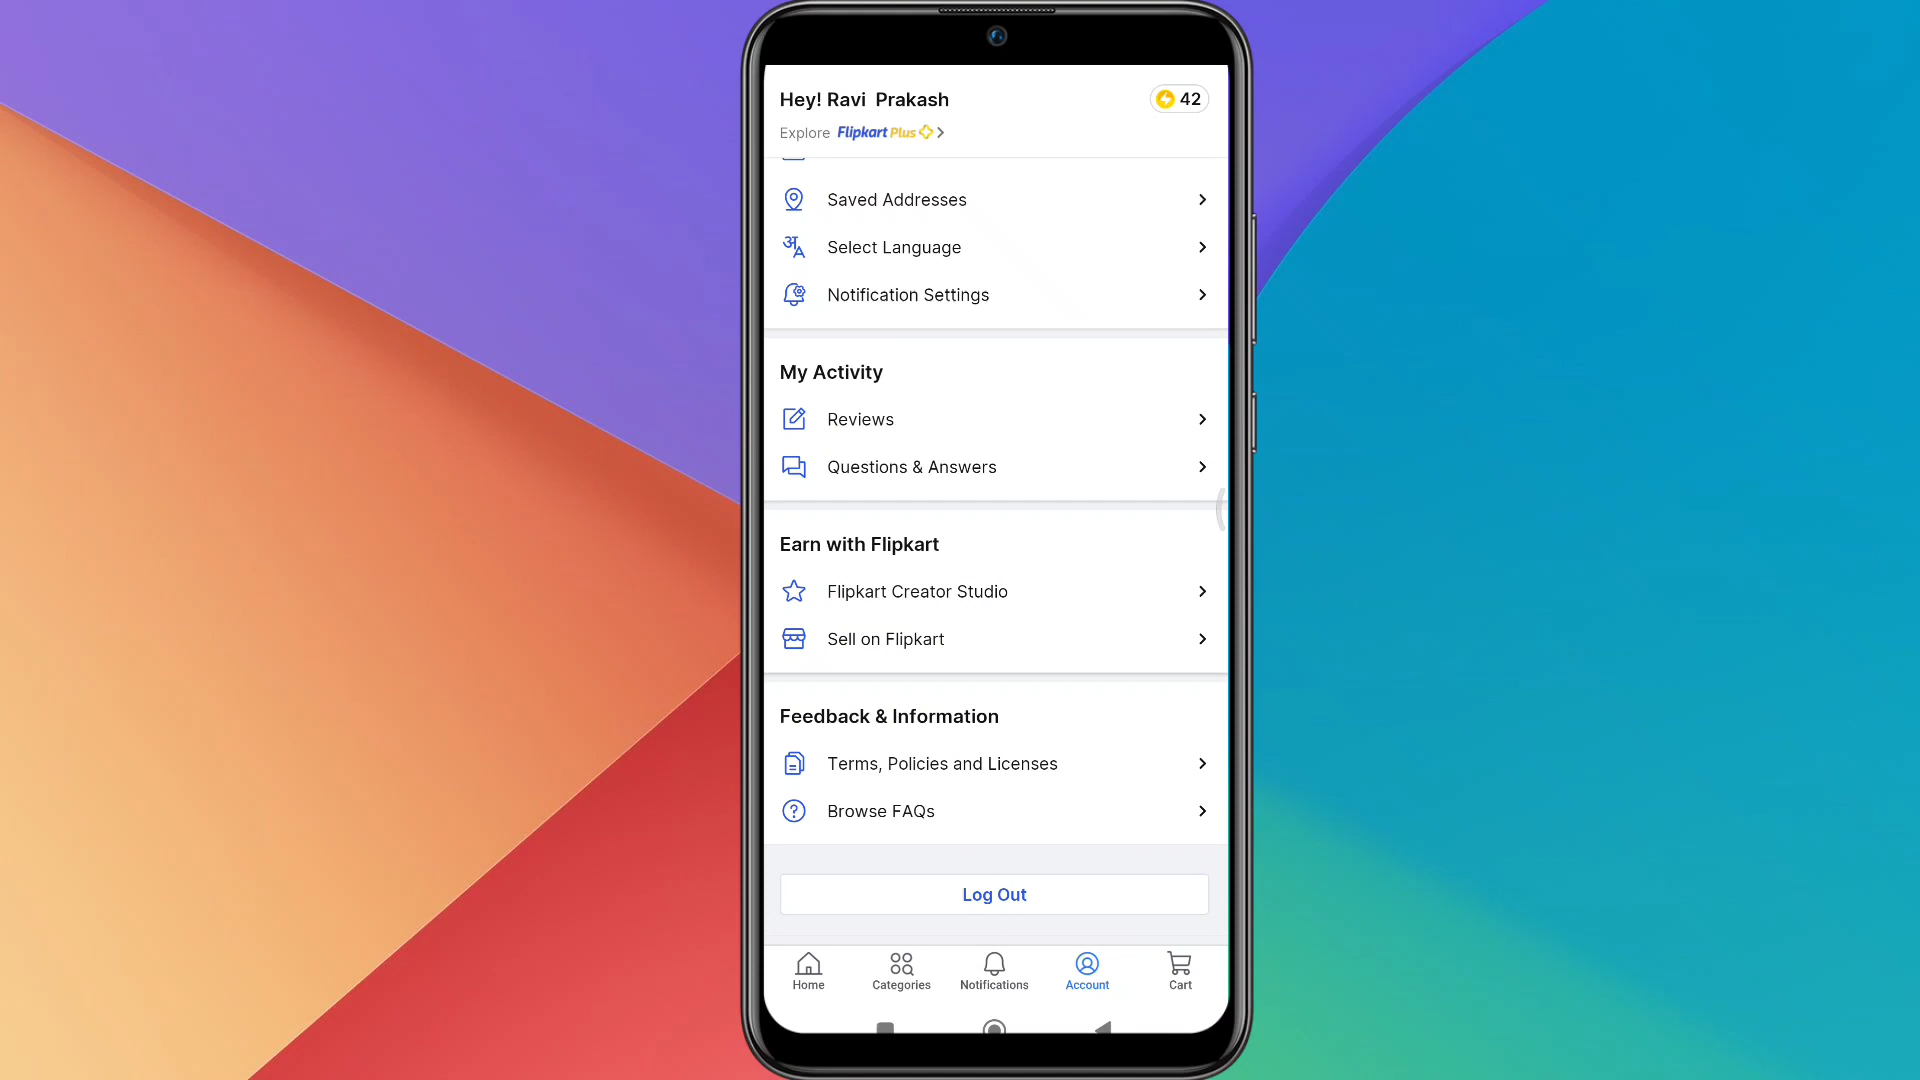 Hey! Ravi Prakash
42
Explore Flipkart Plus
Saved Addresses
Select Language
Notification Settings
My Activity
Reviews
Questions & Answers
Earn with Flipkart
Flipkart Creator Studio
Sell on Flipkart
Feedback & Information
Terms, Policies and Licenses
Browse FAQs
Log Out
Home Categories Notifications Account Cart